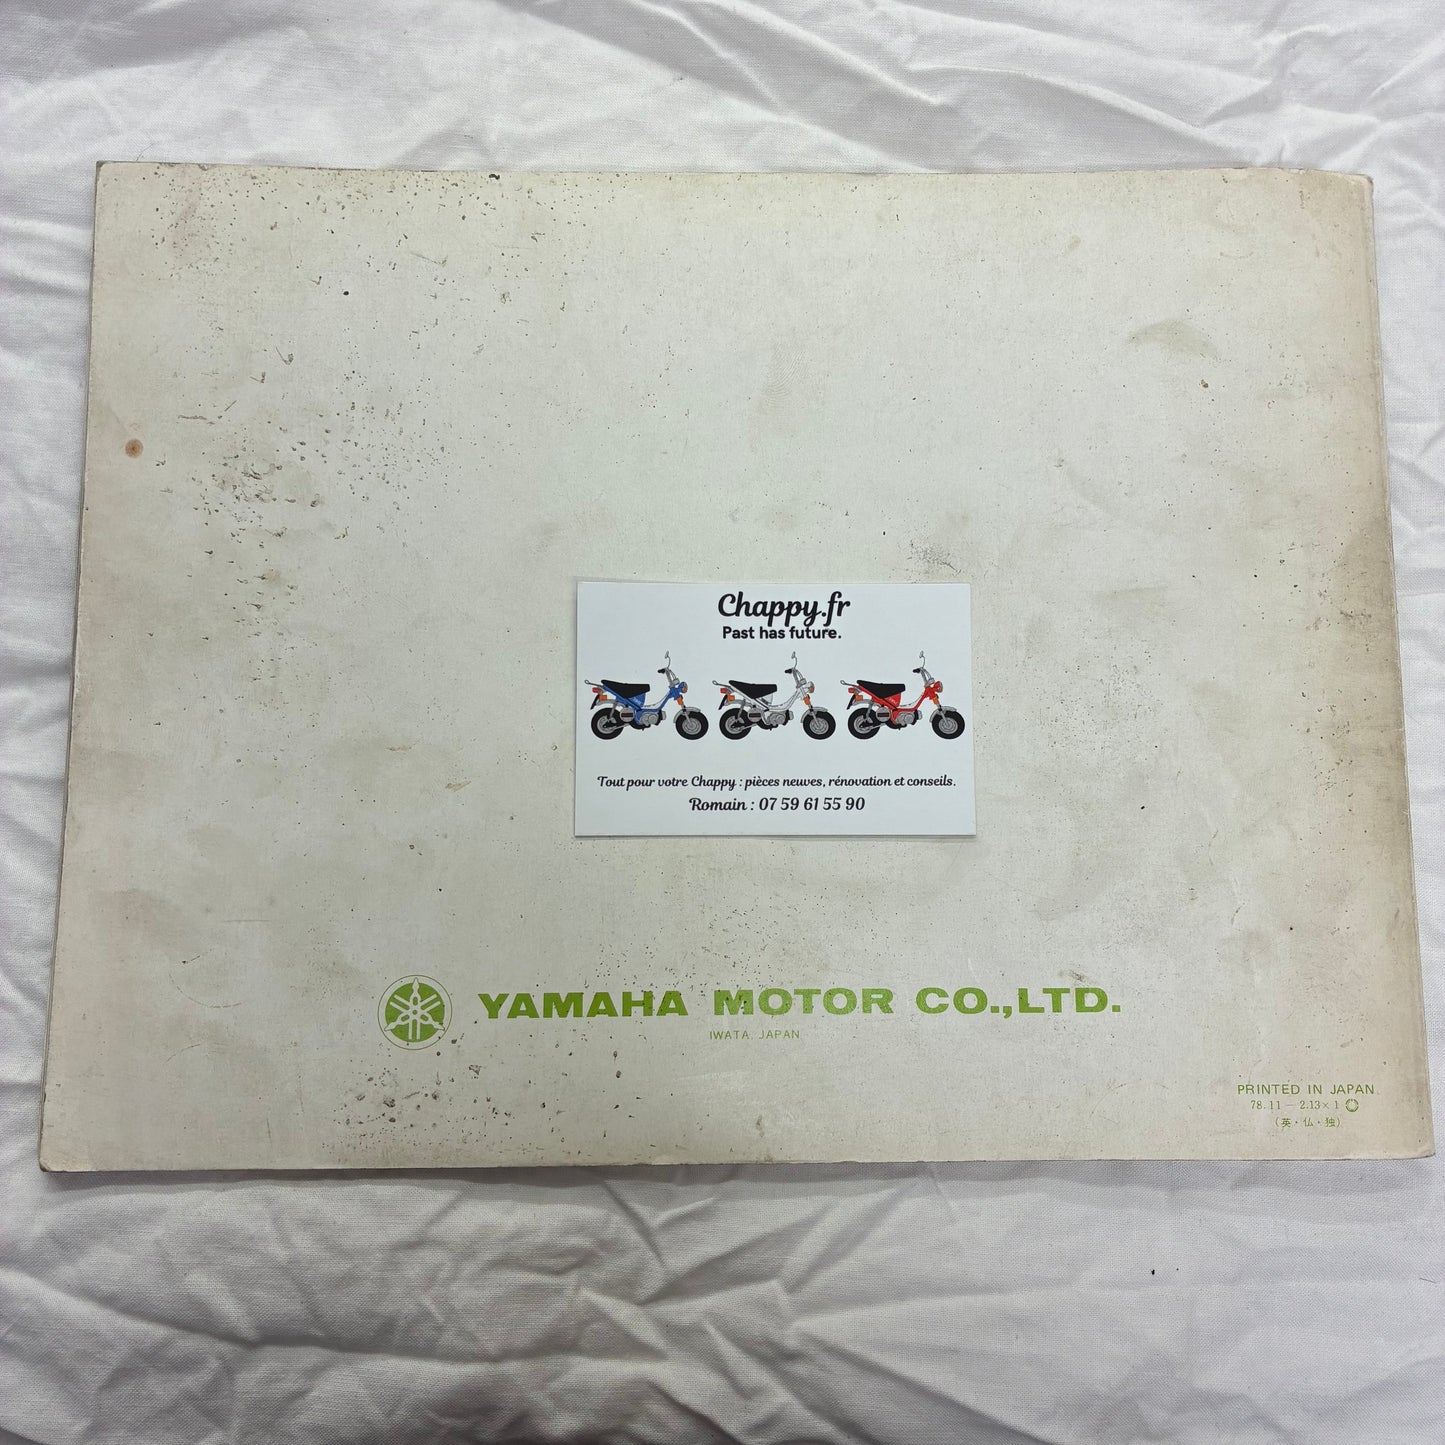 Chappy.fr
Past has future.
Tout pour votre Chappy : pièces neuves, rénovation et conseils.
Romain : 07 59 61 55 90
YAMAHA MOTOR CO.,LTD.
IWATA, JAPAN
PRINTED IN JAPAN
78.11 － 2.13×1
(英・仏・独)